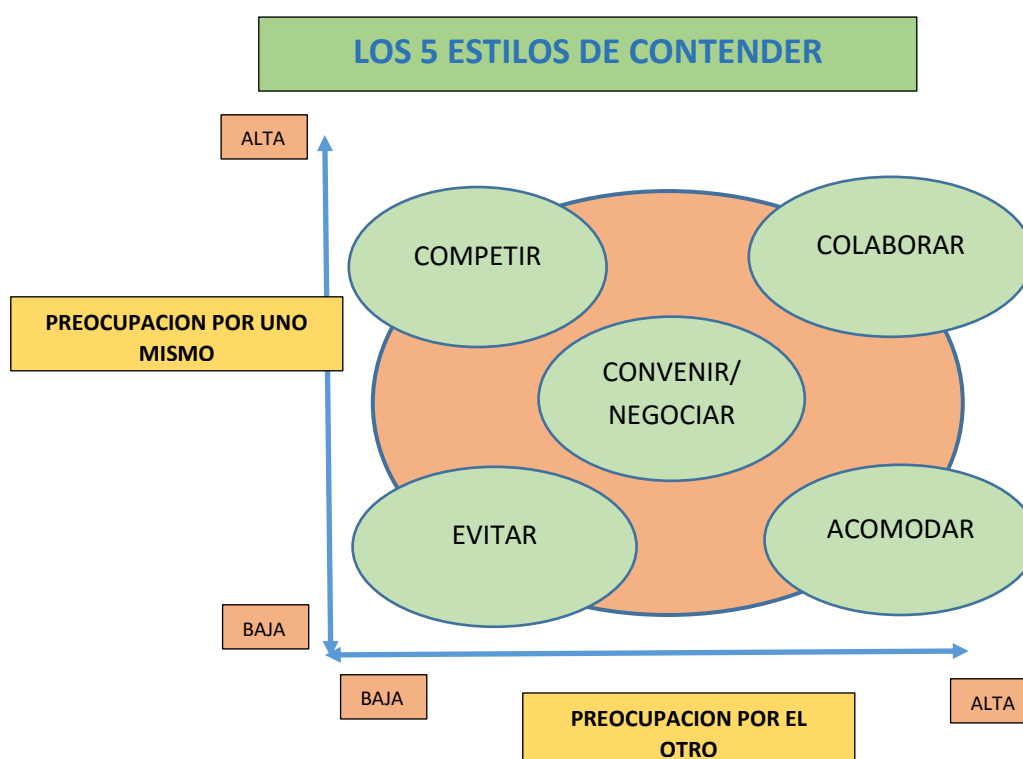 LOS 5 ESTILOS DE CONTENDER
ALTA
COMPETIR
COLABORAR
PREOCUPACION POR UNO
MISMO
CONVENIR/
NEGOCIAR
EVITAR
ACOMODAR
BAJA
BAJA
ALTA
PREOCUPACION POR EL
OTRO